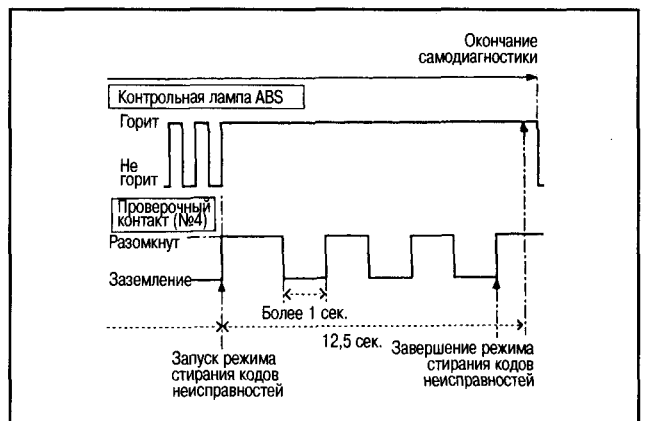 Окончание
самодиагностики
Контрольная лампа ABS
Горит
Не
горит
Проверочный
контакт (№4)
Разомкнут
Заземление
Более 1 сек.
12,5 сек.
Запуск режима
стирания кодов
неисправностей
Завершение режима
стирания кодов
неисправностей